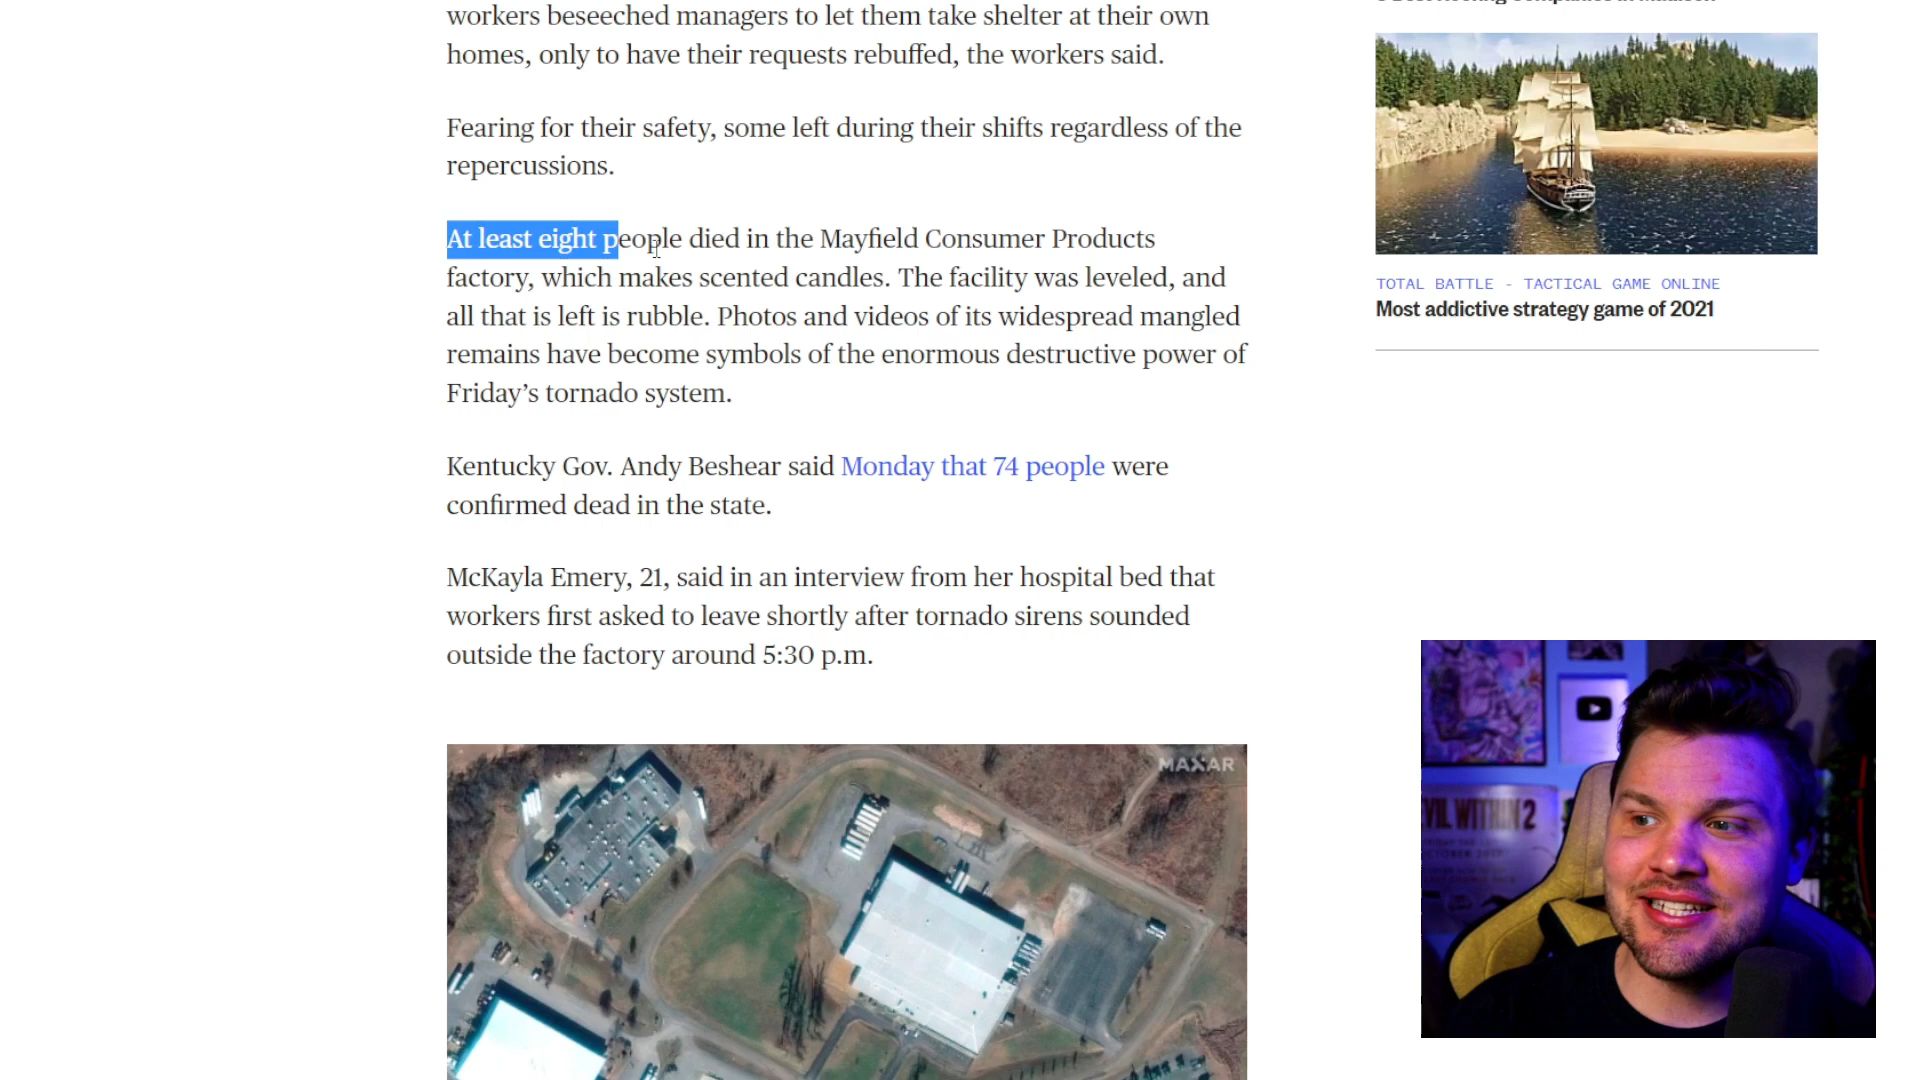 workers beseeched managers to let them take shelter at their own
homes, only to have their requests rebuffed, the workers said.
Fearing for their safety, some left during their shifts regardless of the
repercussions.
At least eight people died in the Mayfield Consumer Products
factory, which makes scented candles. The facility was leveled, and
all that is left is rubble. Photos and videos of its widespread mangled
remains have become symbols of the enormous destructive power of
Friday’s tornado system.
Kentucky Gov. Andy Beshear said Monday that 74 people were
confirmed dead in the state.
McKayla Emery, 21, said in an interview from her hospital bed that
workers first asked to leave shortly after tornado sirens sounded
outside the factory around 5:30 p.m.
MAXAR
TOTAL BATTLE - TACTICAL GAME ONLINE
Most addictive strategy game of 2021
EVIL WITHIN 2